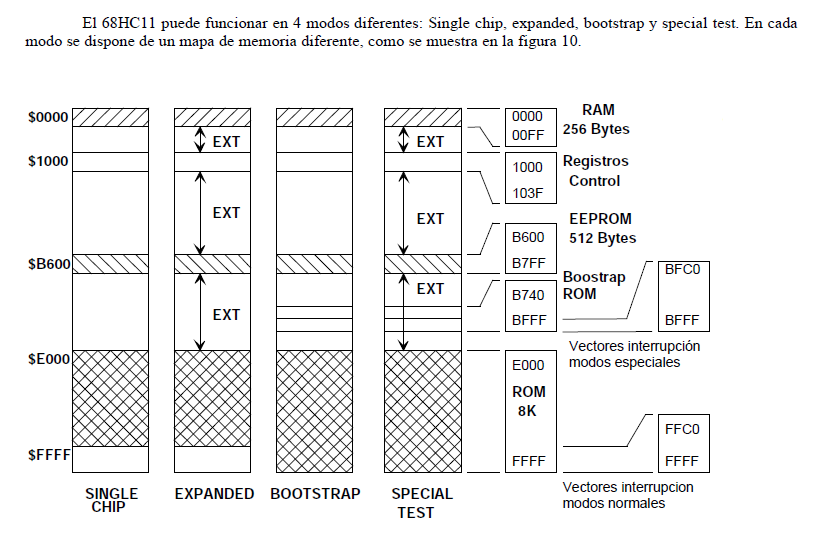 El 68HC11 puede funcionar en 4 modos diferentes: Single chip, expanded, bootstrap y special test. En cada
modo se dispone de un mapa de memoria diferente, como se muestra en la figura 10.
$0000
$1000
$B600
$E000
$FFFF
EXT
EXT
EXT
EXT
EXT
EXT
0000
00FF
RAM
256 Bytes
1000
103F
Registros
Control
B600
B7FF
EEPROM
512 Bytes
B740
BFFF
Boostrap
ROM
BFC0
BFFF
Vectores interrupción
modos especiales
E000
ROM
8K
FFFF
FFC0
FFFF
Vectores interrupcion
modos normales
SINGLE
CHIP
EXPANDED
BOOTSTRAP
SPECIAL
TEST